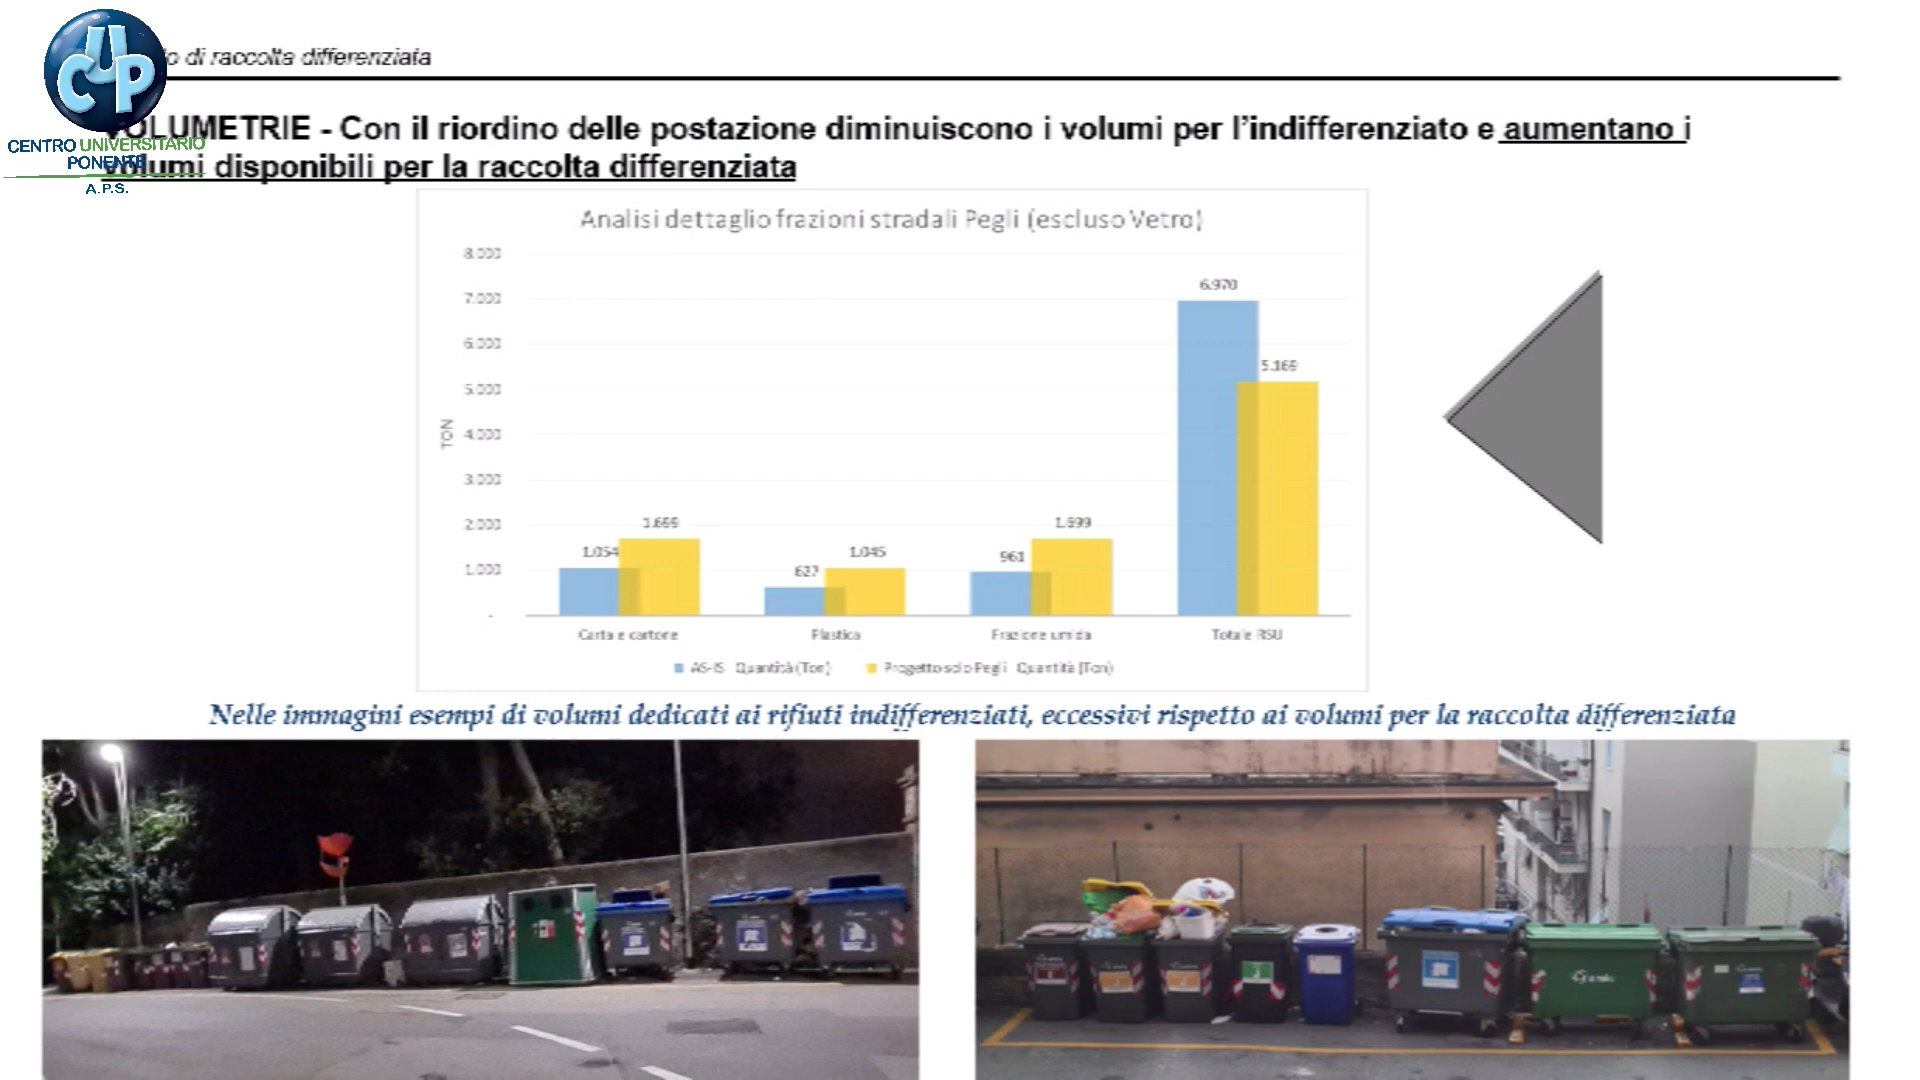 CUP
CENTRO UNIVERSITARIO
PONENTE
A.P.S.
o di raccolta differenziata
VOLUMETRIE - Con il riordino delle postazione diminuiscono i volumi per l'indifferenziato e aumentano i
volumi disponibili per la raccolta differenziata
Analisi dettaglio frazioni stradali Pegli (escluso Vetro)
8.000
7.000
6.000
5.000
4.000
3.000
2.000
1.000
-
TON
1.054
627
1.045
961
1.699
6.970
5.169
Carta e cartone
Plastica
Frazione umida
Totale RSU
AS-IS Quantità (Ton)
Progetto solo Pegli Quantità (Ton)
Nelle immagini esempi di volumi dedicati ai rifiuti indifferenziati, eccessivi rispetto ai volumi per la raccolta differenziata